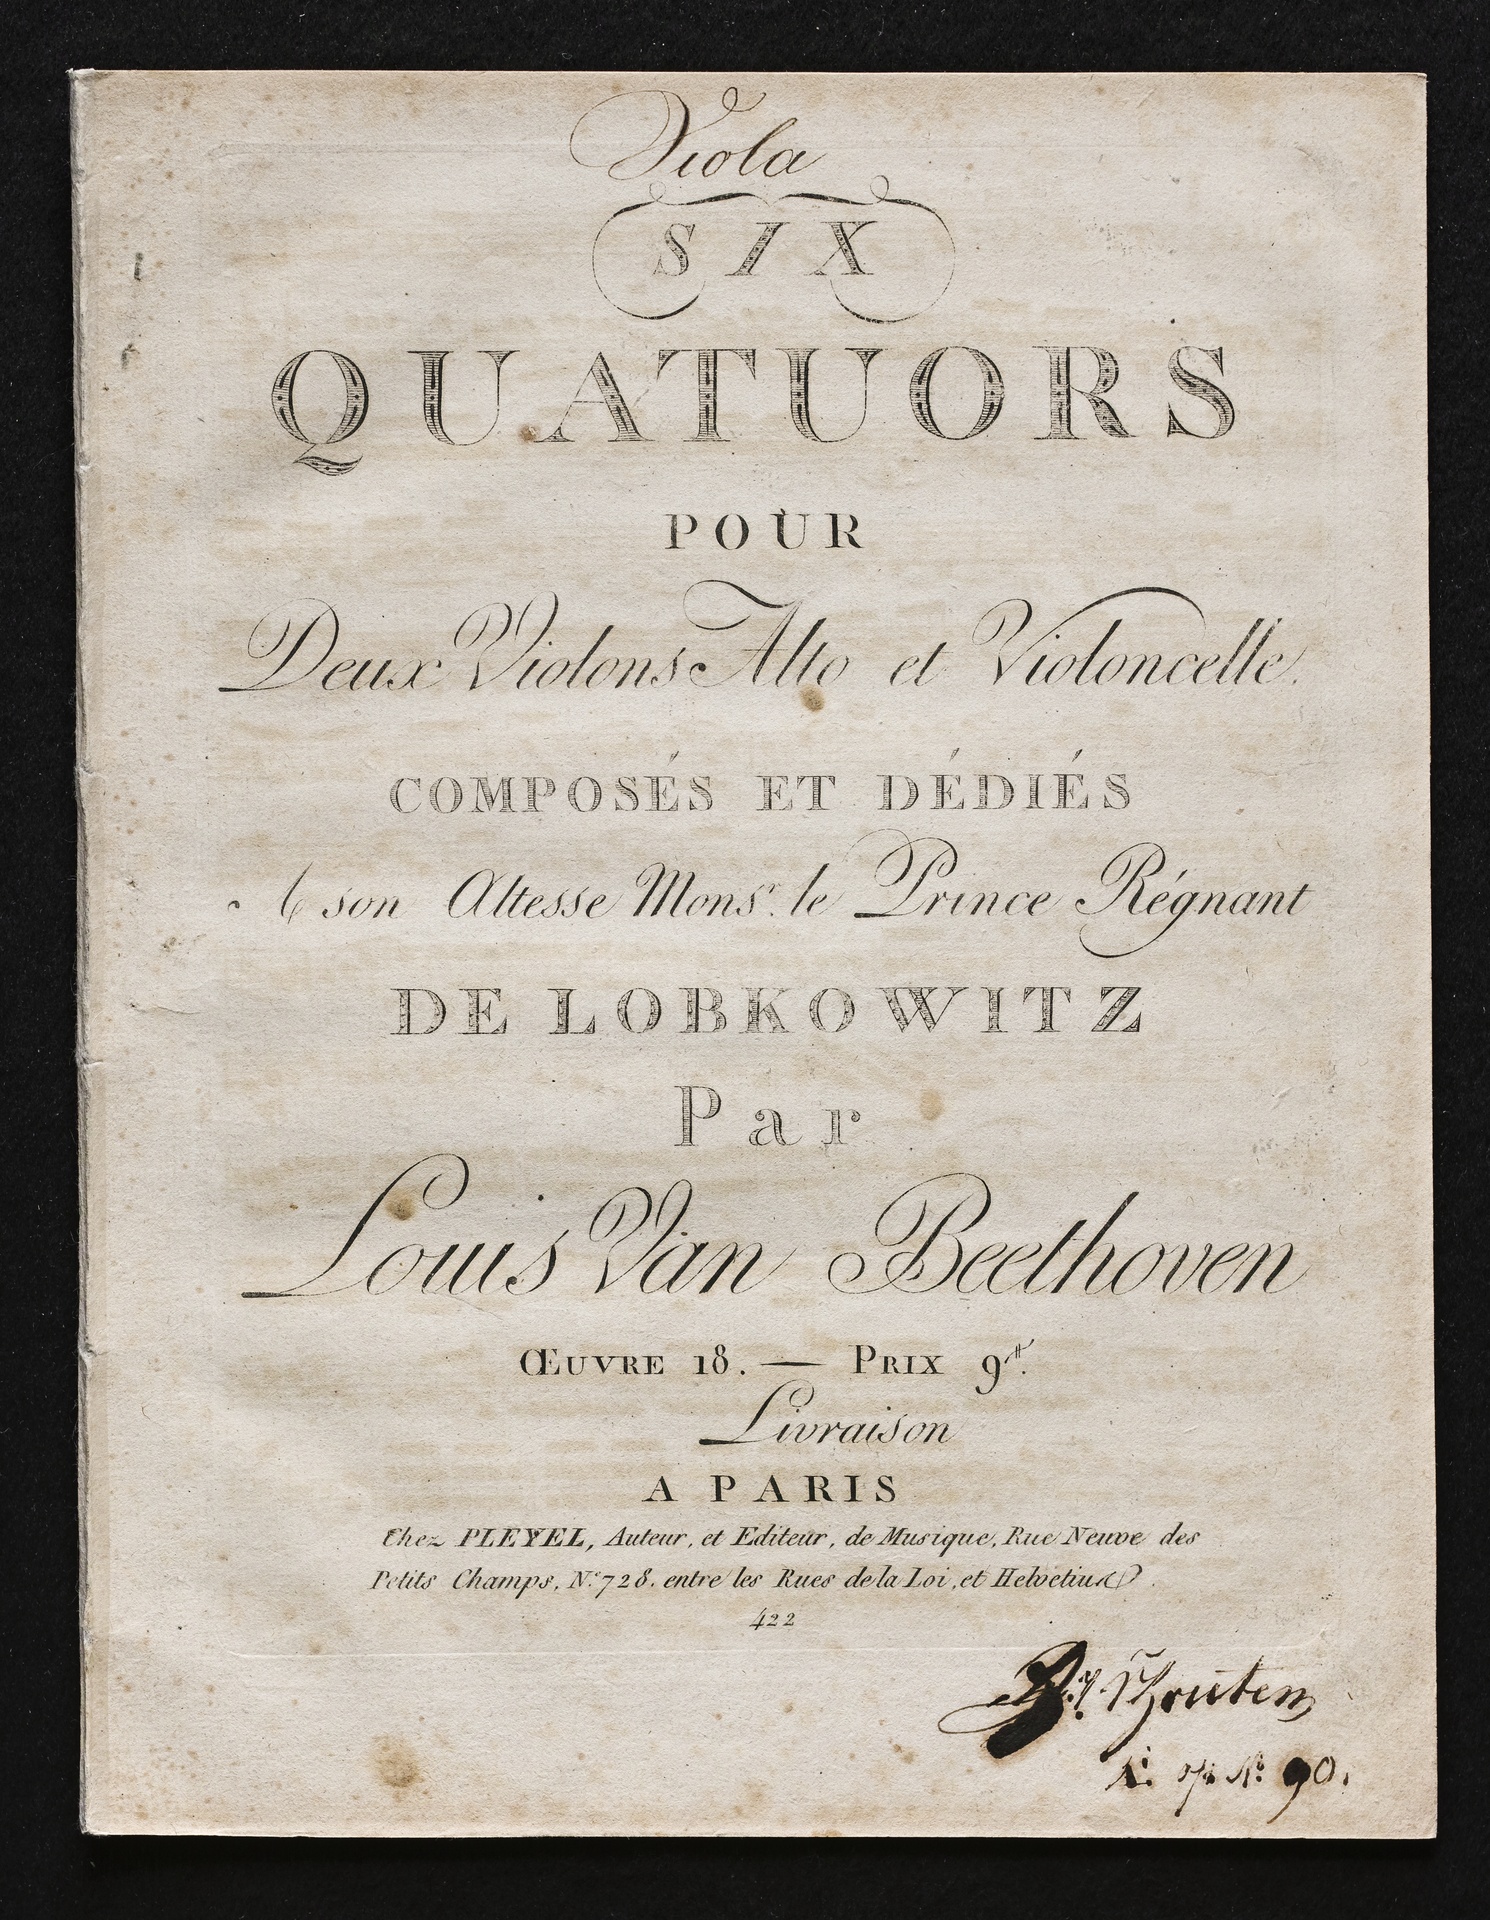 Viola
SIX
QUATUORS
POUR
Deux Violons Alto et Violoncelle.
COMPOSÉS ET DÉDIÉS
son Altesse Mons.r le Prince Régnant
DE LOBKOWITZ
Par
Louis Van Beethoven
ŒUVRE 18. — PRIX 9
Livraison
A PARIS
Chez PLEYEL, Auteur, et Editeur, de Musique, Rue Neuve des
Petits Champs, N.º 728. entre les Rues de la Loi, et Helvetius
422
90.